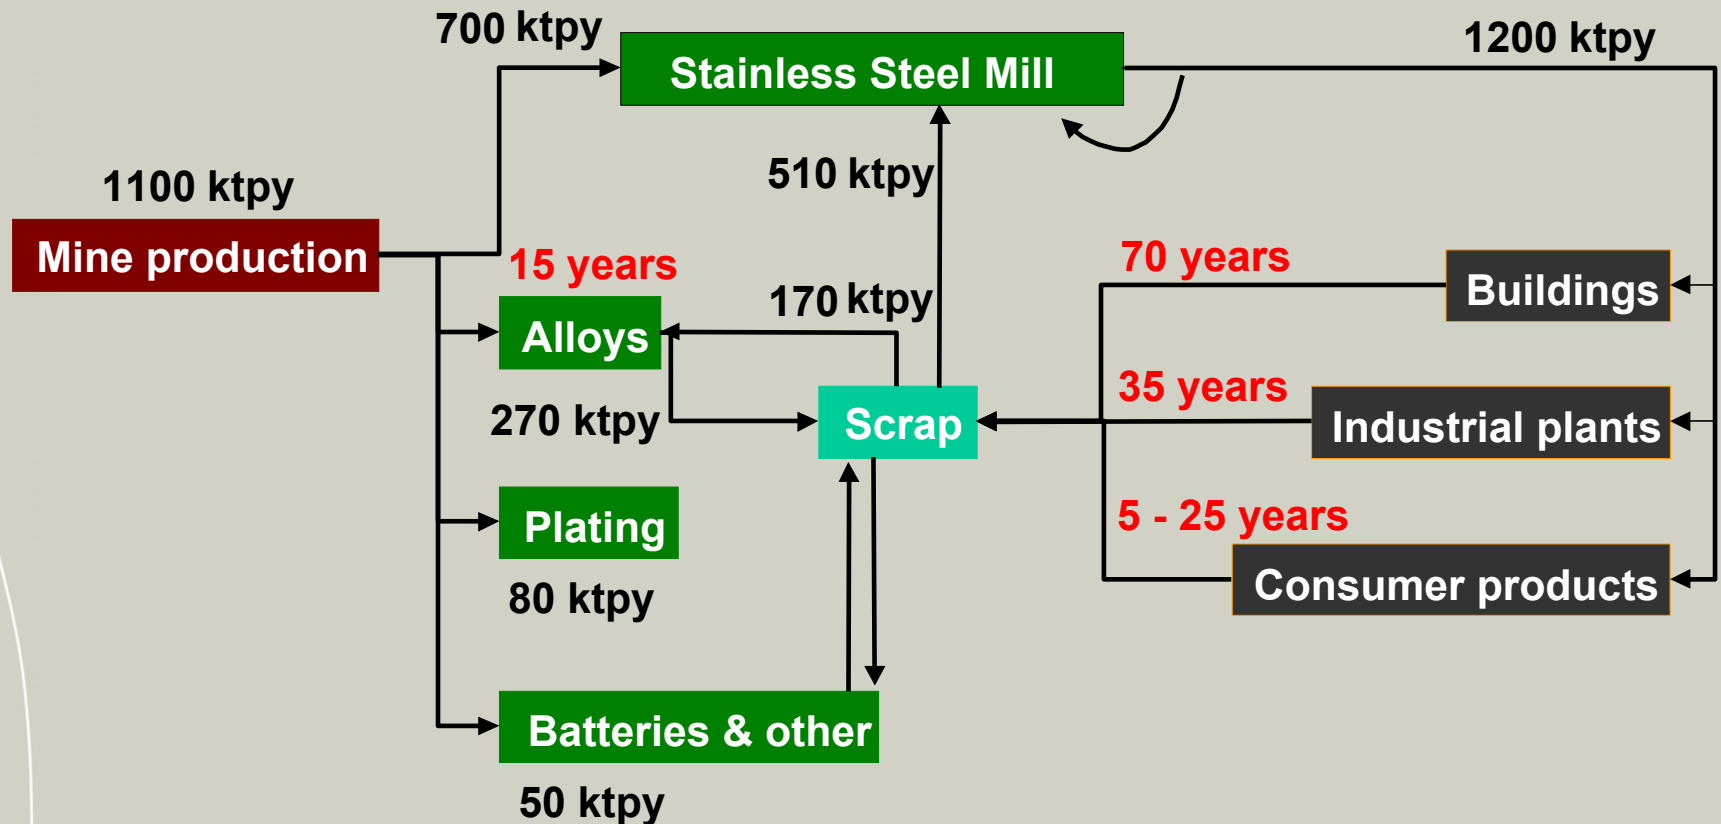 700 ktpy
1200 ktpy
Stainless Steel Mill
510 ktpy
1100 ktpy
Mine production
15 years
70 years
170 ktpy
Buildings
Alloys
35 years
270 ktpy
Scrap
Industrial plants
5 - 25 years
Plating
Consumer products
80 ktpy
Batteries & other
50 ktpy